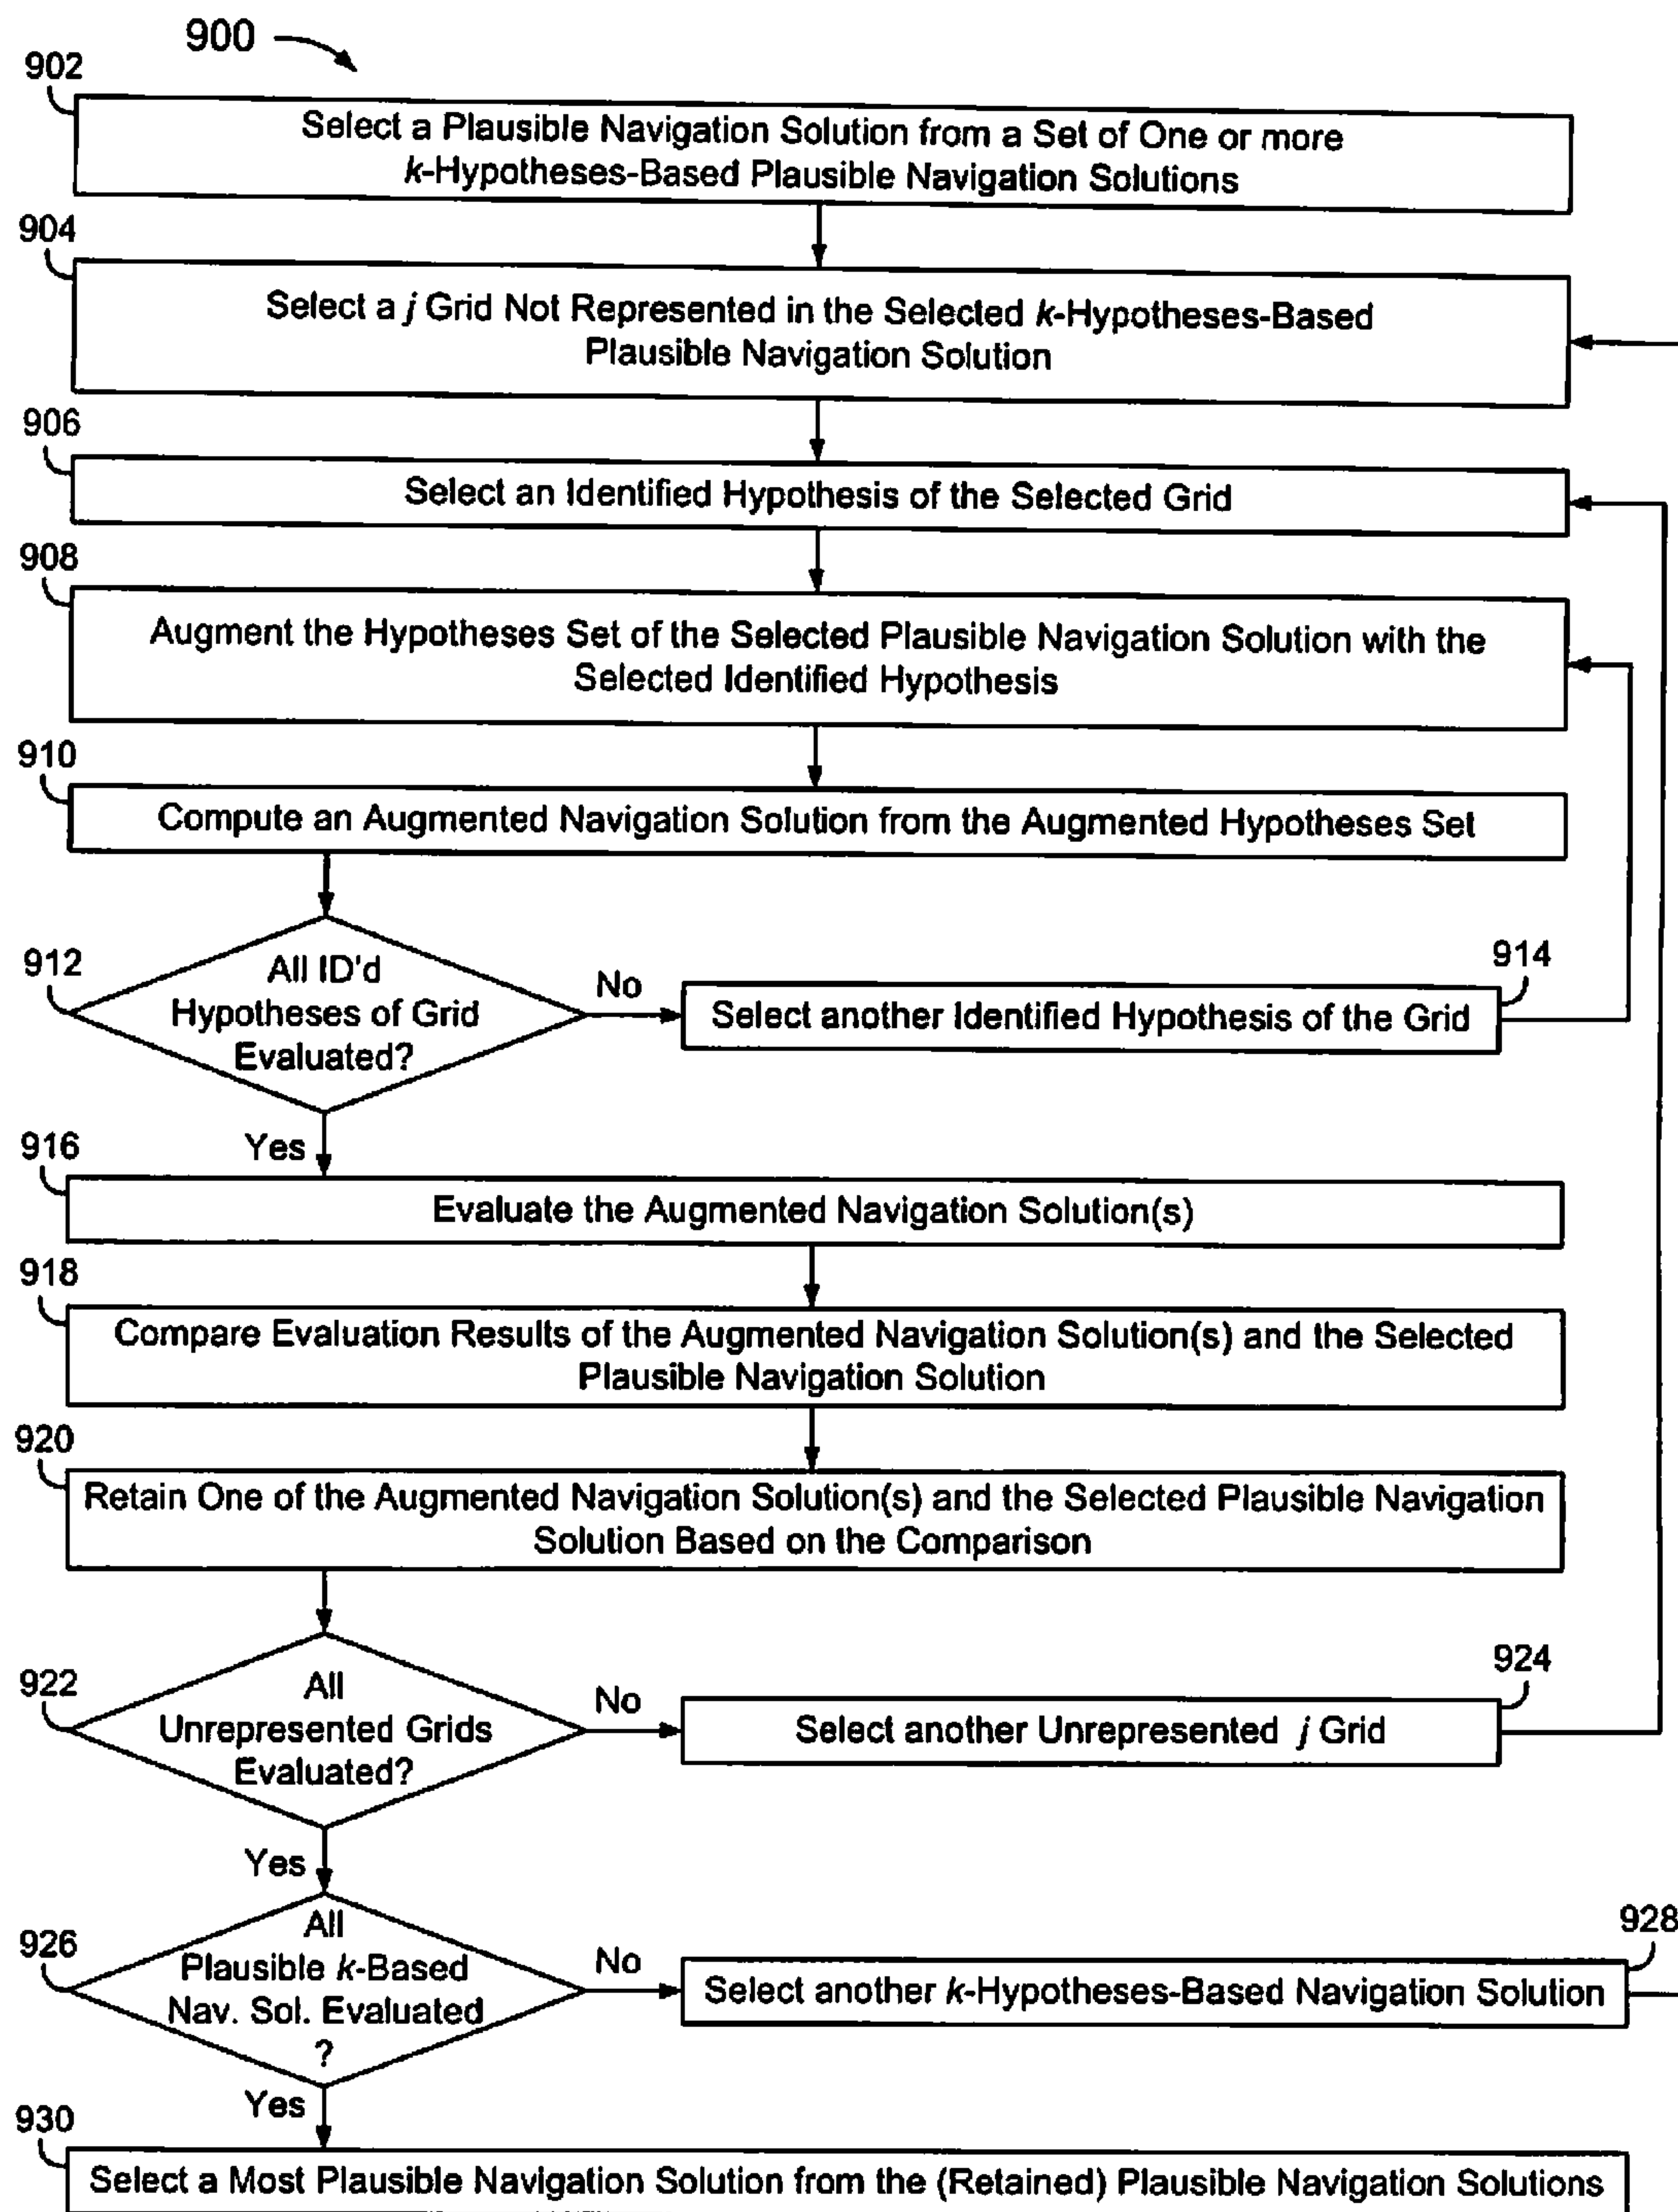 900
902
Select a Plausible Navigation Solution from a Set of One or more
k-Hypotheses-Based Plausible Navigation Solutions
904
Select a j Grid Not Represented in the Selected k-Hypotheses-Based
Plausible Navigation Solution
906
Select an Identified Hypothesis of the Selected Grid
908
Augment the Hypotheses Set of the Selected Plausible Navigation Solution with the
Selected Identified Hypothesis
910
Compute an Augmented Navigation Solution from the Augmented Hypotheses Set
912
All ID'd
Hypotheses of Grid
Evaluated?
No
914
Select another Identified Hypothesis of the Grid
Yes
916
Evaluate the Augmented Navigation Solution(s)
918
Compare Evaluation Results of the Augmented Navigation Solution(s) and the Selected
Plausible Navigation Solution
920
Retain One of the Augmented Navigation Solution(s) and the Selected Plausible Navigation
Solution Based on the Comparison
922
All
Unrepresented Grids
Evaluated?
No
924
Select another Unrepresented j Grid
Yes
926
All
Plausible k-Based
Nav. Sol. Evaluated
?
No
928
Select another k-Hypotheses-Based Navigation Solution
Yes
930
Select a Most Plausible Navigation Solution from the (Retained) Plausible Navigation Solutions